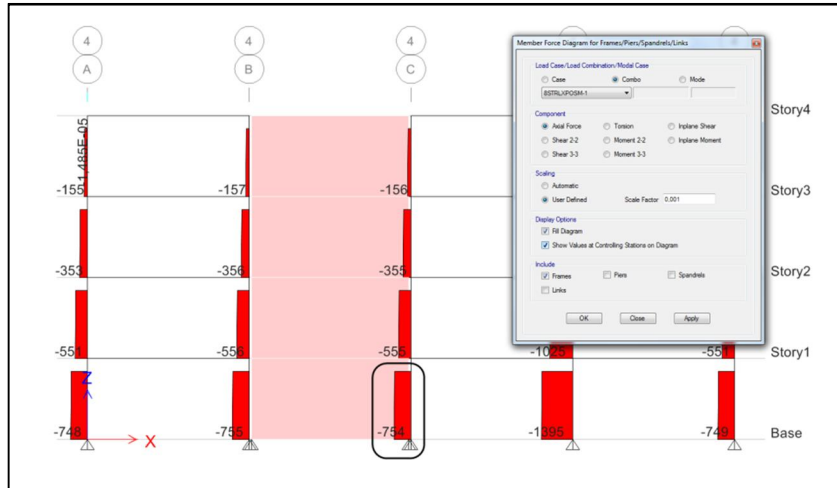 4 4 4
A B C
Story4
1,485E-05
-155 -157 -156 Story3
-353 -356 -355 Story2
-551 -556 -555 -1025 -551 Story1
Z
X
-748 -755 -754 -1395 -749 Base
Member Force Diagram for Frames/Piers/Spandrels/Links
Load Case/Load Combination/Modal Case
Case Combo Mode
8STRLXPOSM-1
Component
Axial Force Torsion Inplane Shear
Shear 2-2 Moment 2-2 Inplane Moment
Shear 3-3 Moment 3-3
Scaling
Automatic
User Defined Scale Factor 0,001
Display Options
Fill Diagram
Show Values at Controlling Stations on Diagram
Include
Frames Piers Spandrels
Links
OK Close Apply